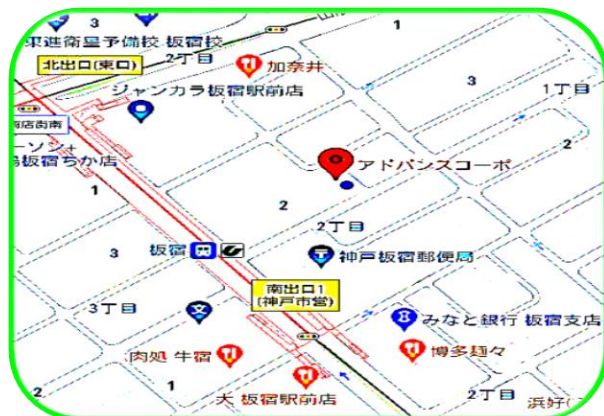 3
1
東進衛星予備校 板宿校
2丁目
北出口(東口)
加奈井
3
1丁目
ジャンカラ板宿駅前店
商店街南
2
ーソン+
板宿ちか店
アドバンスコーポ
1
2
2丁目
3
板宿
神戸板宿郵便局
南出口1
(神戸市営)
3丁目
みなと銀行 板宿支店
肉処 牛宿
博多麺々
1
2
大 板宿駅前店
2丁目
浜好(